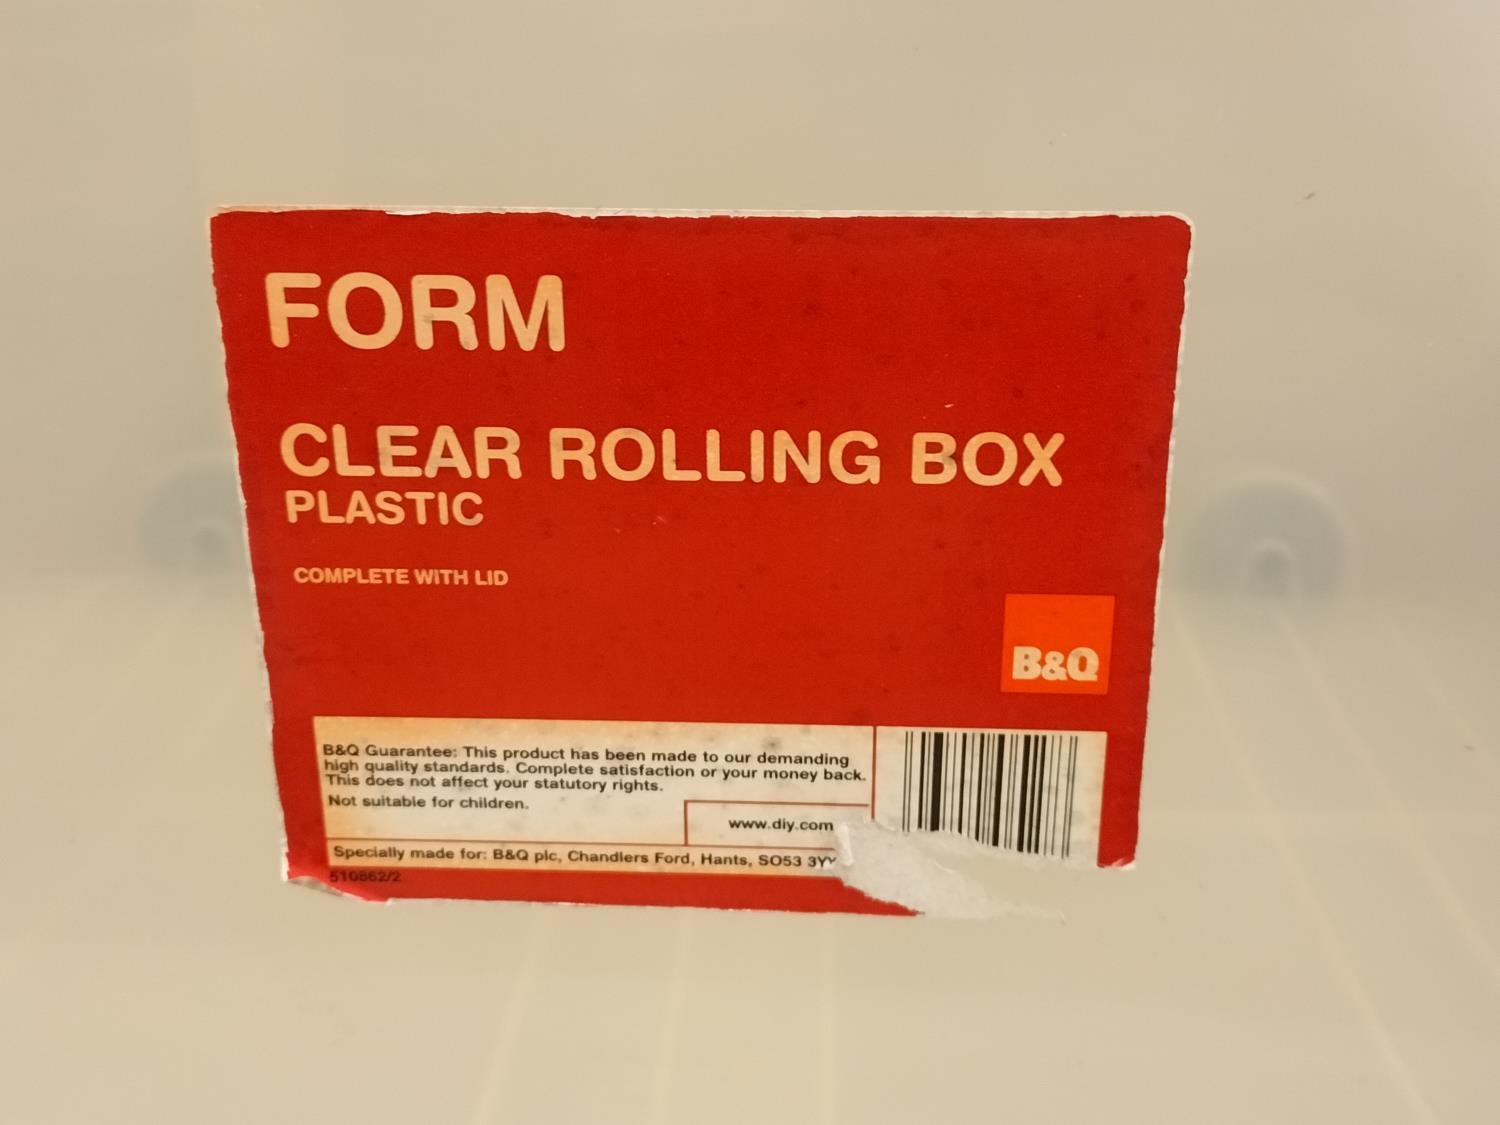 FORM
CLEAR ROLLING BOX
PLASTIC
COMPLETE WITH LID
B&Q
B&Q Guarantee: This product has been made to our demanding
high quality standards. Complete satisfaction or your money back.
This does not affect your statutory rights.
Not suitable for children.
www.diy.com
Specially made for: B&Q plc, Chandlers Ford, Hants, SO53 3YY
510862/2